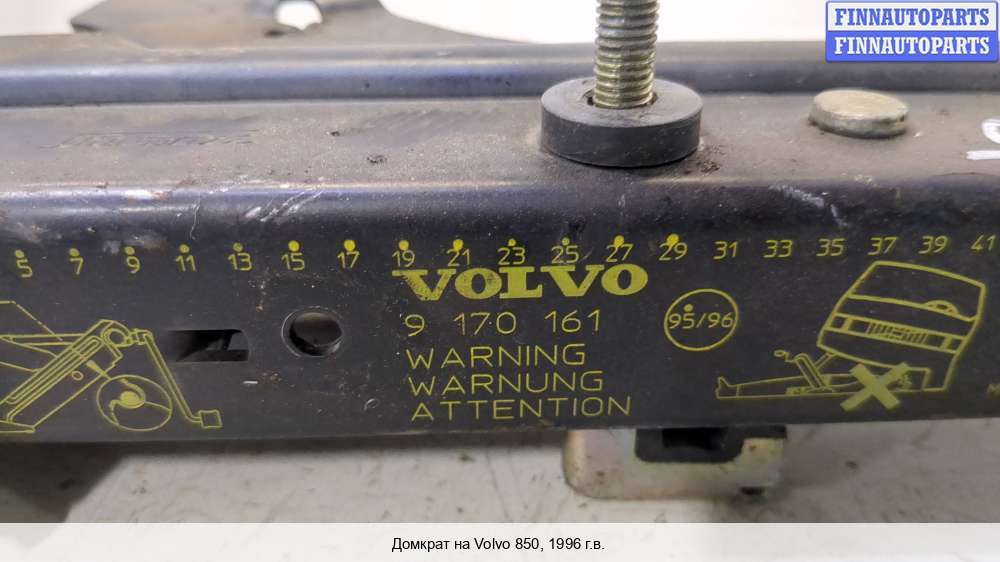 FINNAUTOPARTS
FINNAUTOPARTS
5 7 9 11 13 15 17 19 21 23 25 27 29 31 33 35 37 39 41
VOLVO
9 170 161
95/96
WARNING
WARNUNG
ATTENTION
Домкрат на Volvo 850, 1996 г.в.